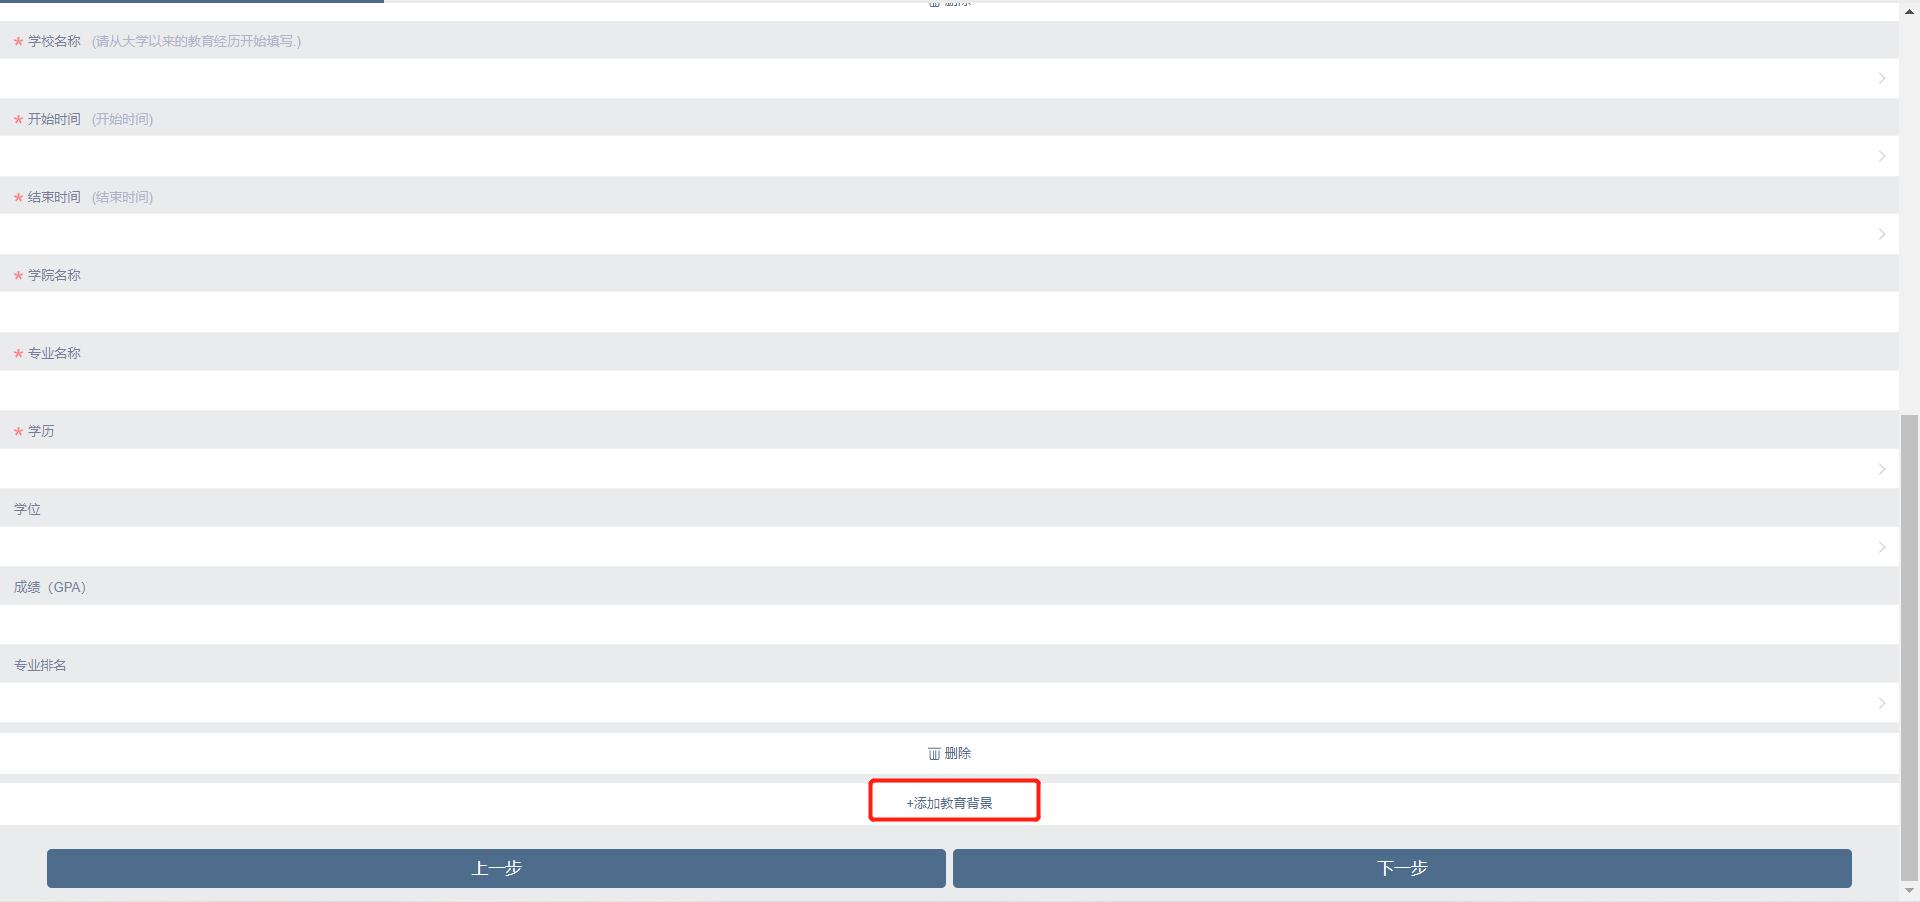 删除
* 学校名称 (请从大学以来的教育经历开始填写.)
* 开始时间 (开始时间)
* 结束时间 (结束时间)
* 学院名称
* 专业名称
* 学历
学位
成绩（GPA）
专业排名
删除
+添加教育背景
上一步 下一步